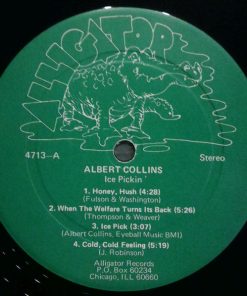 ALLIGATOR
4713-A
Stereo
ALBERT COLLINS
Ice Pickin'
1. Honey, Hush (4:28)
(Fulson & Washington)
2. When The Welfare Turns Its Back (5:26)
(Thompson & Weaver)
3. Ice Pick (3:07)
(Albert Collins, Eyeball Music BMI)
4. Cold, Cold Feeling (5:19)
(J. Robinson)
Alligator Records
P.O. Box 60234
Chicago, ILL 60660